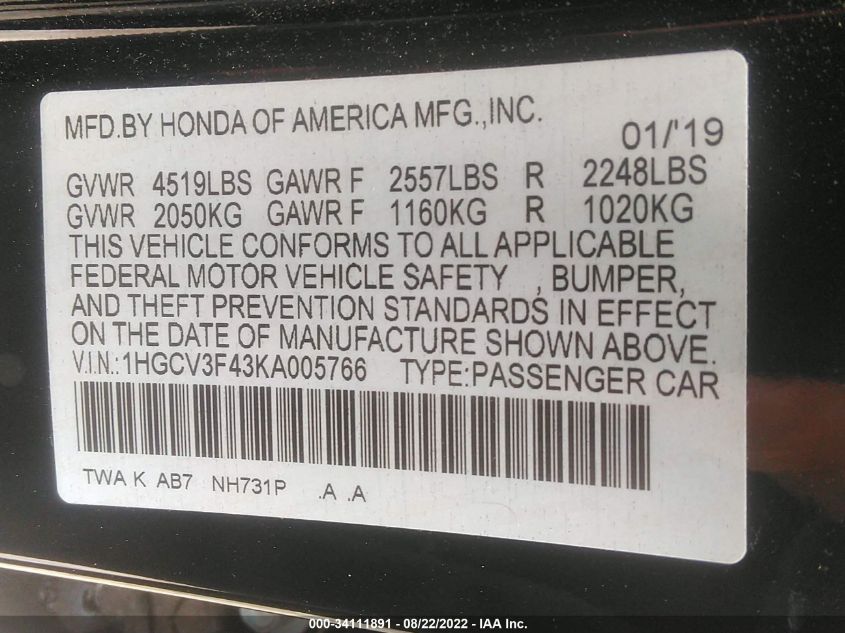 MFD.BY HONDA OF AMERICA MFG.,INC.
01/'19
GVWR 4519LBS GAWR F 2557LBS R 2248LBS
GVWR 2050KG GAWR F 1160KG R 1020KG
THIS VEHICLE CONFORMS TO ALL APPLICABLE
FEDERAL MOTOR VEHICLE SAFETY , BUMPER,
AND THEFT PREVENTION STANDARDS IN EFFECT
ON THE DATE OF MANUFACTURE SHOWN ABOVE.
V.I.N.:1HGCV3F43KA005766 TYPE:PASSENGER CAR
TWA K AB7 NH731P .A .A
000-34111891 - 08/22/2022 - IAA Inc.